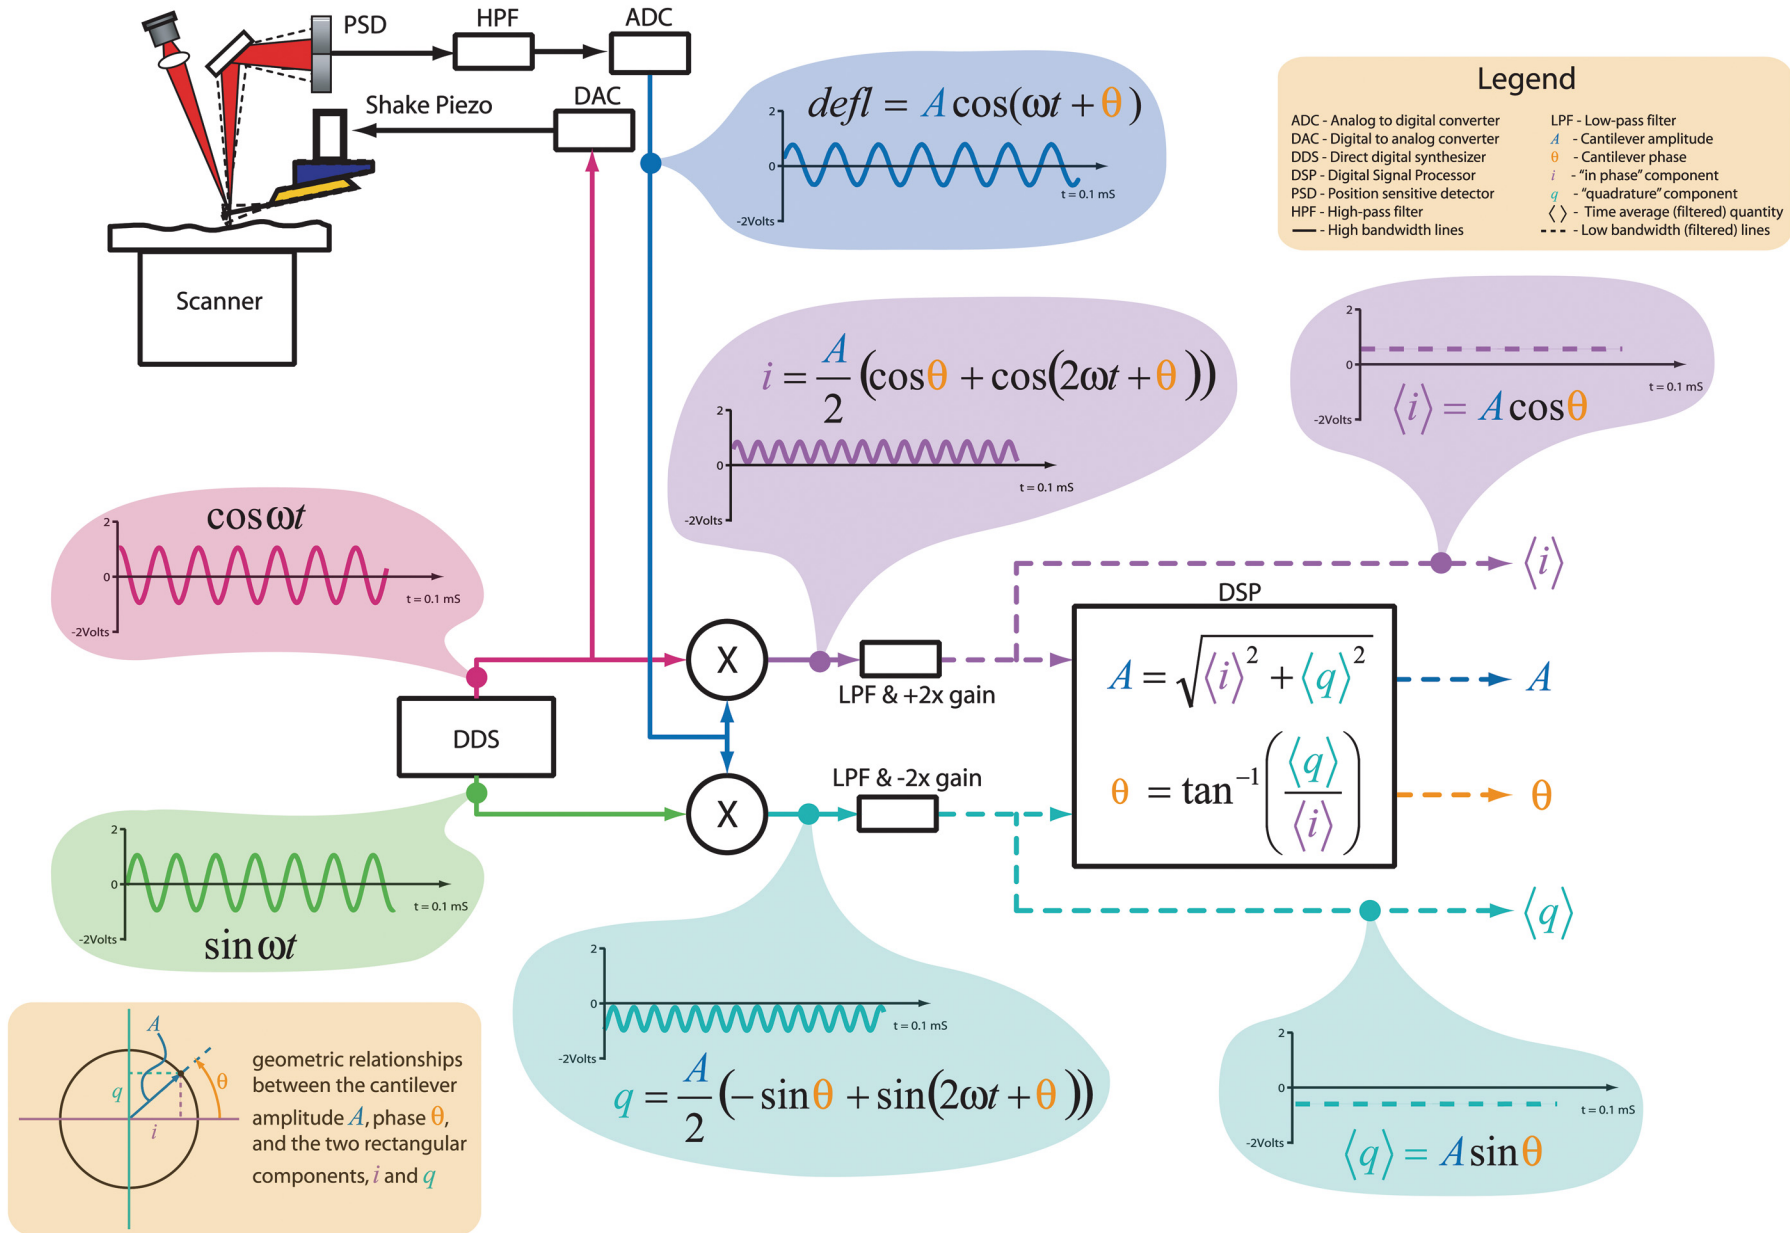 PSD
HPF
ADC
Shake Piezo
DAC
Scanner
defl = A cos(ωt + θ)
2
0
-2Volts
t = 0.1 mS
Legend
ADC - Analog to digital converter
DAC - Digital to analog converter
DDS - Direct digital synthesizer
DSP - Digital Signal Processor
PSD - Position sensitive detector
HPF - High-pass filter
- High bandwidth lines
LPF - Low-pass filter
A - Cantilever amplitude
θ - Cantilever phase
i - "in phase" component
q - "quadrature" component
⟨ ⟩ - Time average (filtered) quantity
- Low bandwidth (filtered) lines
i = A/2 (cosθ + cos(2ωt + θ))
2
0
-2Volts
t = 0.1 mS
2
0
-2Volts
t = 0.1 mS
⟨i⟩ = A cosθ
cos ωt
2
0
-2Volts
t = 0.1 mS
⟨i⟩
DSP
X
LPF & +2x gain
A = √⟨i⟩² + ⟨q⟩²
A
DDS
X
LPF & -2x gain
θ = tan⁻¹(⟨q⟩/⟨i⟩)
θ
2
0
-2Volts
t = 0.1 mS
sin ωt
⟨q⟩
2
0
-2Volts
t = 0.1 mS
q = A/2 (− sinθ + sin(2ωt + θ))
2
0
-2Volts
t = 0.1 mS
⟨q⟩ = A sinθ
A
q
i
θ
geometric relationships
between the cantilever
amplitude A, phase θ,
and the two rectangular
components, i and q